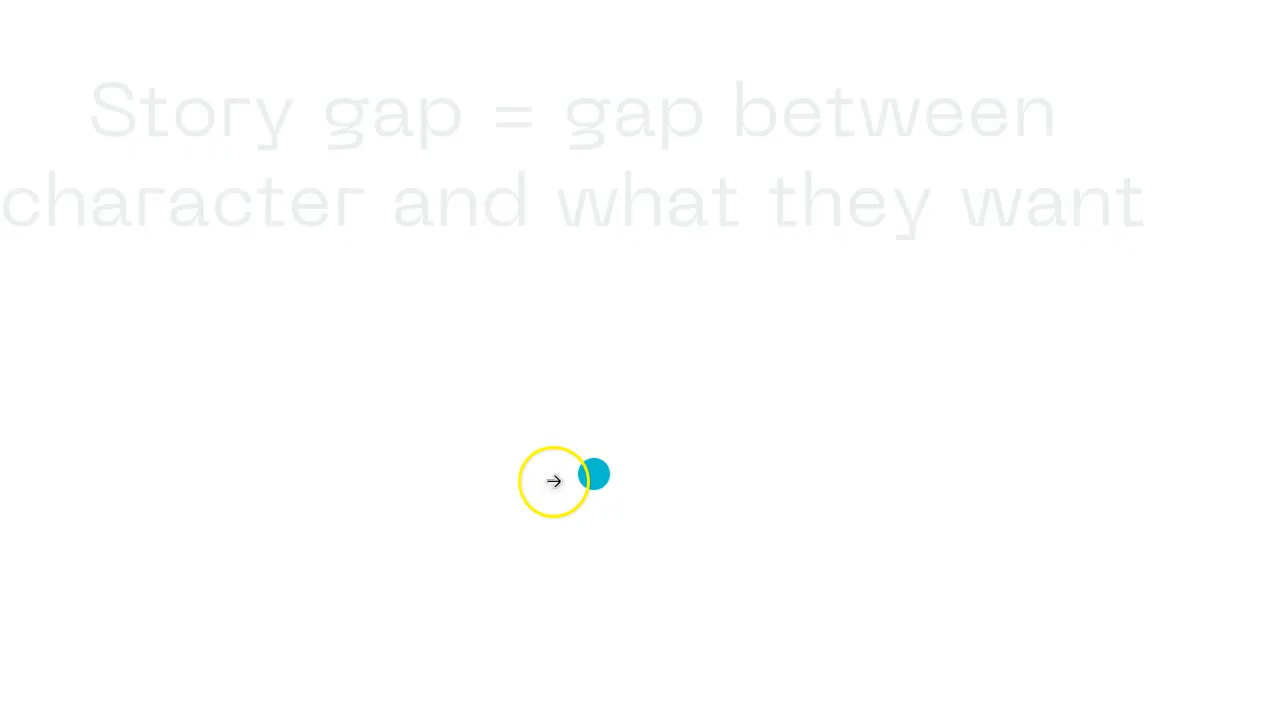 Story gap = gap between
character and what they want